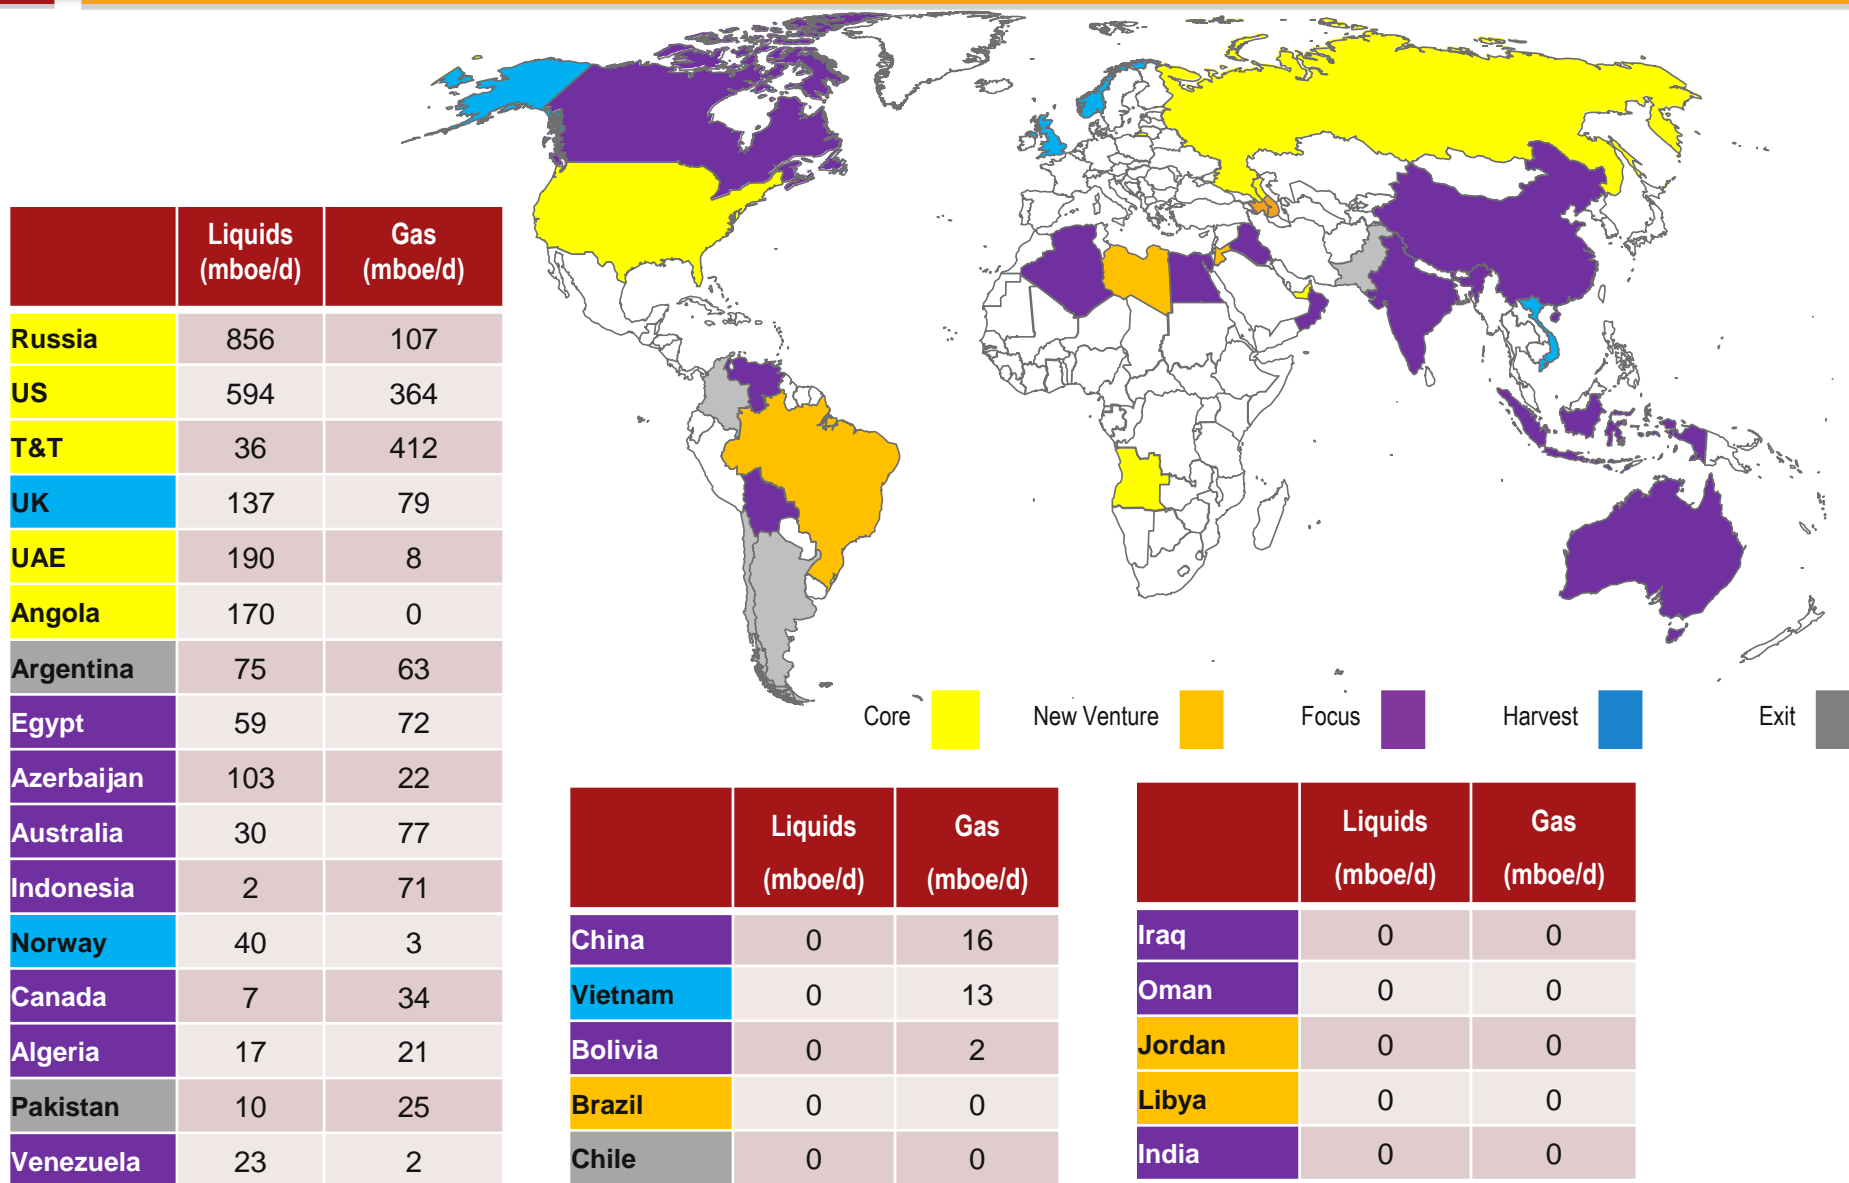 Liquids Gas
(mboe/d) (mboe/d)
Russia 856 107
US 594 364
T&T 36 412
UK 137 79
UAE 190 8
Angola 170 0
Argentina 75 63
Egypt 59 72
Azerbaijan 103 22
Australia 30 77
Indonesia 2 71
Norway 40 3
Canada 7 34
Algeria 17 21
Pakistan 10 25
Venezuela 23 2
Core New Venture Focus Harvest Exit
Liquids Gas
(mboe/d) (mboe/d)
China 0 16
Vietnam 0 13
Bolivia 0 2
Brazil 0 0
Chile 0 0
Liquids Gas
(mboe/d) (mboe/d)
Iraq 0 0
Oman 0 0
Jordan 0 0
Libya 0 0
India 0 0